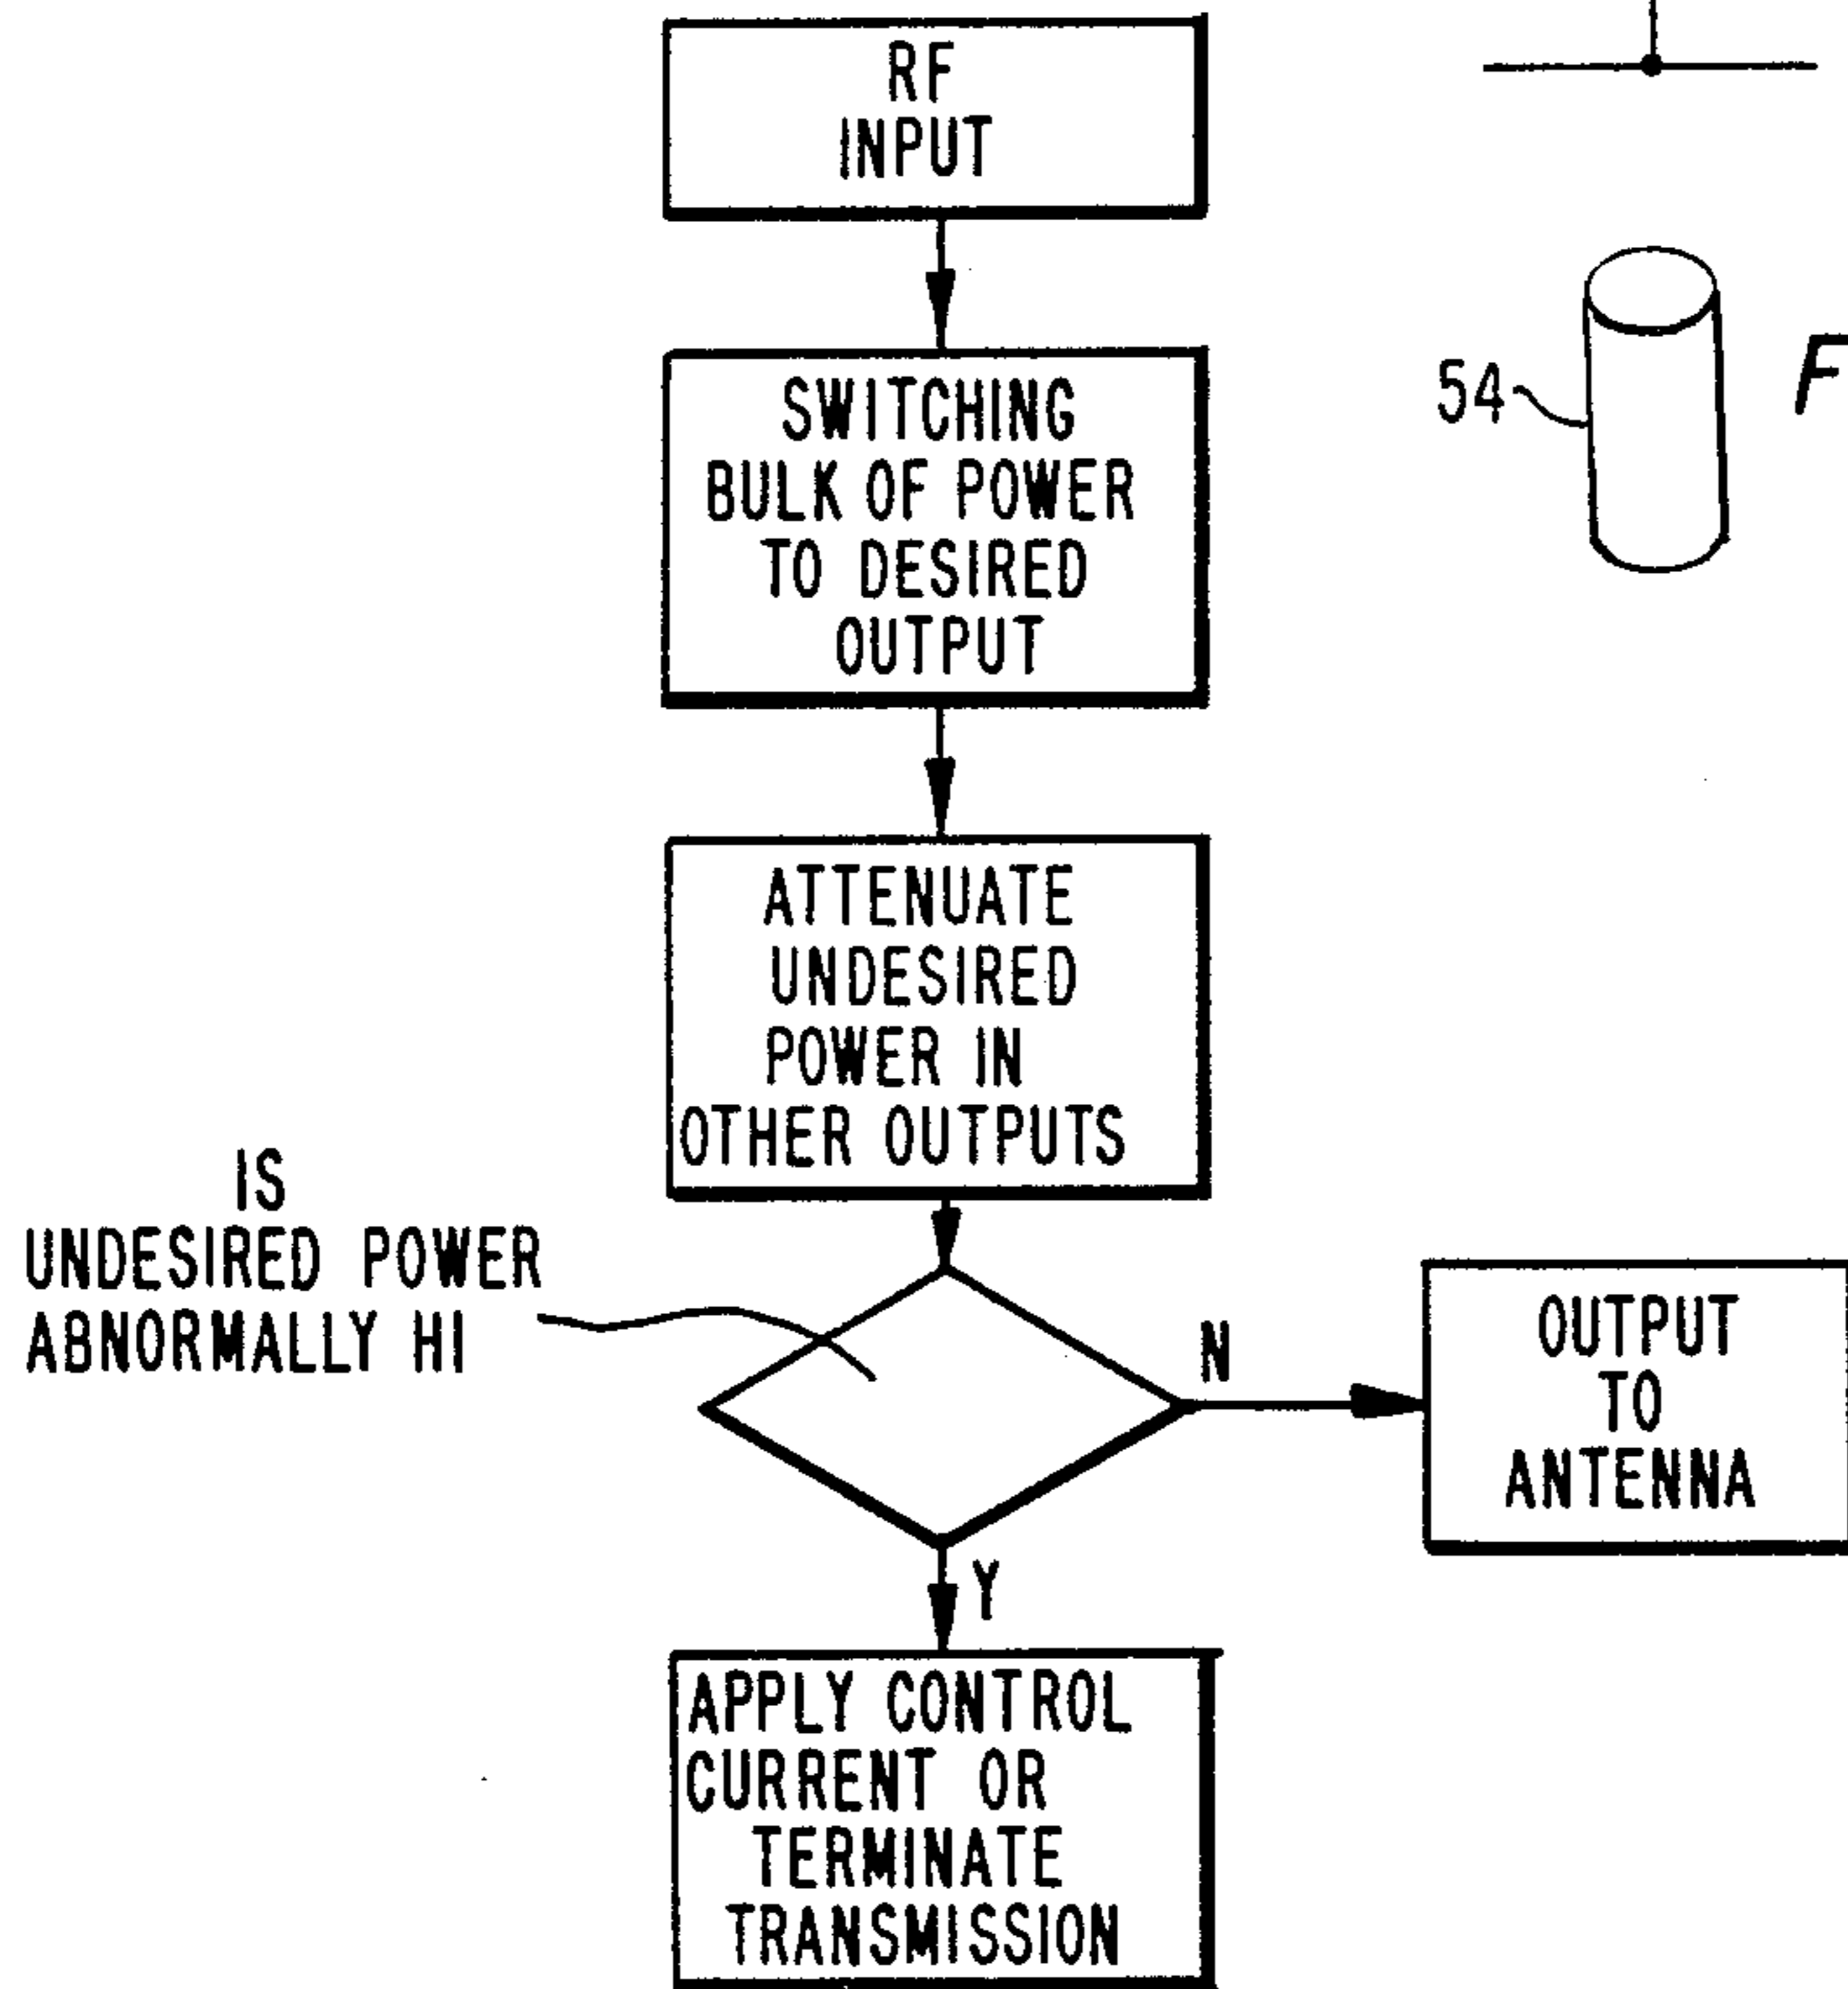 RF
INPUT
SWITCHING
BULK OF POWER
TO DESIRED
OUTPUT
54
F
ATTENUATE
UNDESIRED
POWER IN
OTHER OUTPUTS
IS
UNDESIRED POWER
ABNORMALLY HI
N
OUTPUT
TO
ANTENNA
Y
APPLY CONTROL
CURRENT OR
TERMINATE
TRANSMISSION